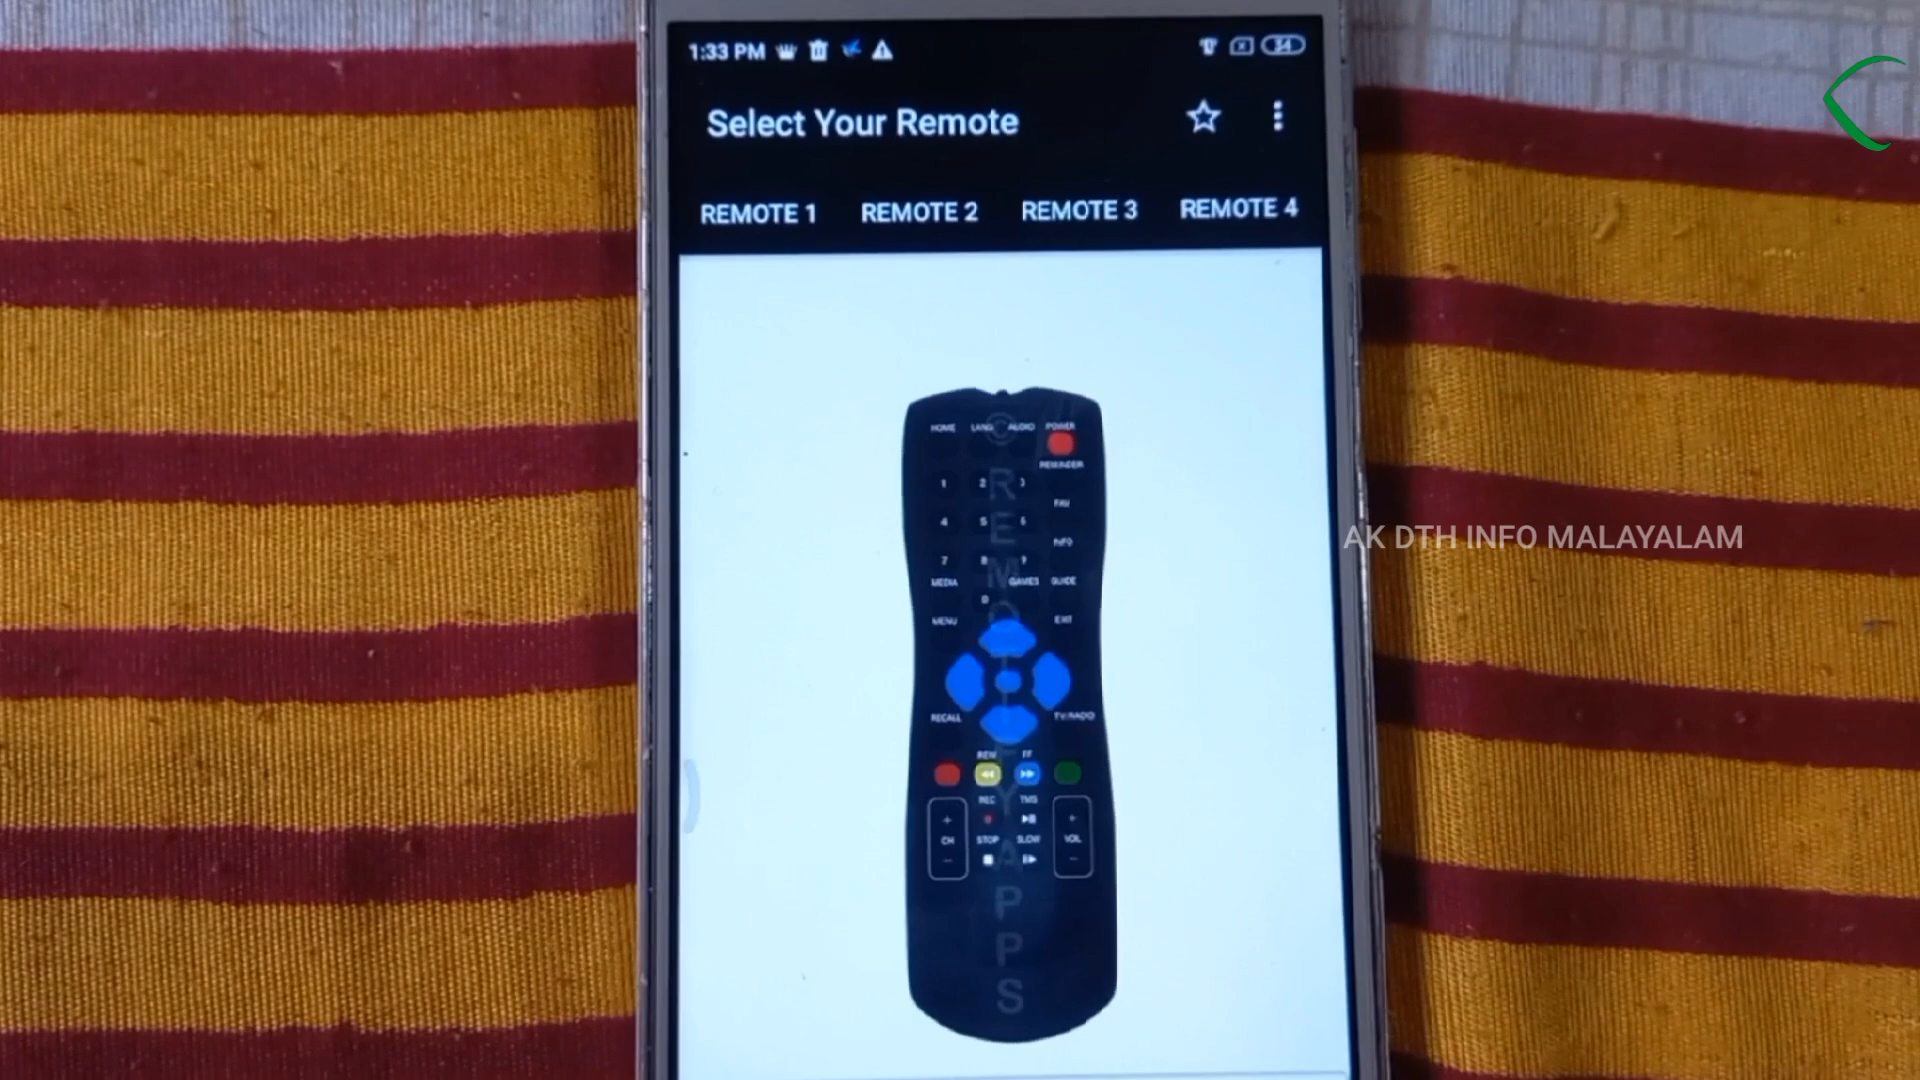 1:33 PM
34
Select Your Remote
REMOTE 1 REMOTE 2 REMOTE 3 REMOTE 4
HOME LANG AUDIO POWER
REMINDER
1 2 3
FAV
4 5 6
INFO
7 8 9
MEDIA GAMES GUIDE
0
MENU EXIT
RECALL TV/RADIO
REW FF
REC TMS
+ +
CH STOP SLOW VOL
- -
AK DTH INFO MALAYALAM